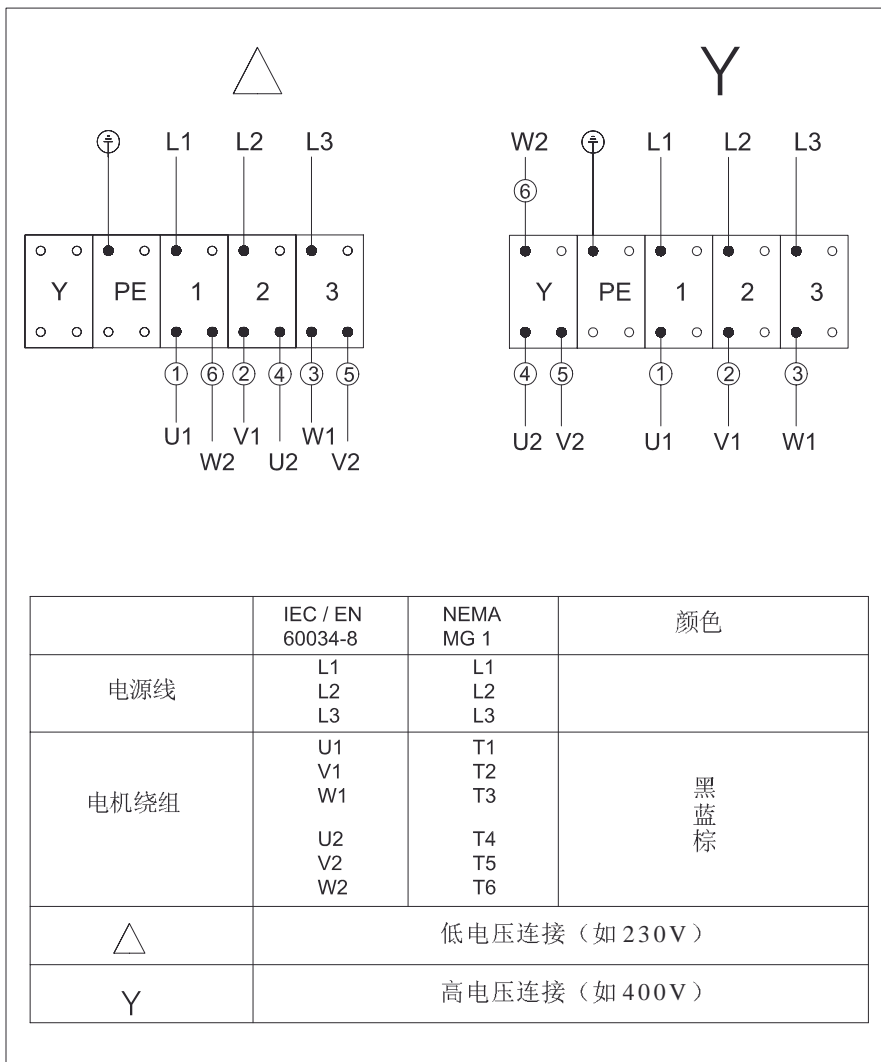 △ Y
L1 L2 L3
W2 L1 L2 L3
⑥
Y PE 1 2 3
Y PE 1 2 3
① ⑥ ② ④ ③ ⑤
④ ⑤ ① ② ③
U1 V1 W1
W2 U2 V2
U2 V2 U1 V1 W1
IEC / EN NEMA 颜色
60034-8 MG 1
电源线
L1 L1
L2 L2
L3 L3
电机绕组
U1 T1
V1 T2
W1 T3
U2 T4
V2 T5
W2 T6
黑
蓝
棕
△ 低电压连接（如230V）
Y 高电压连接（如400V）